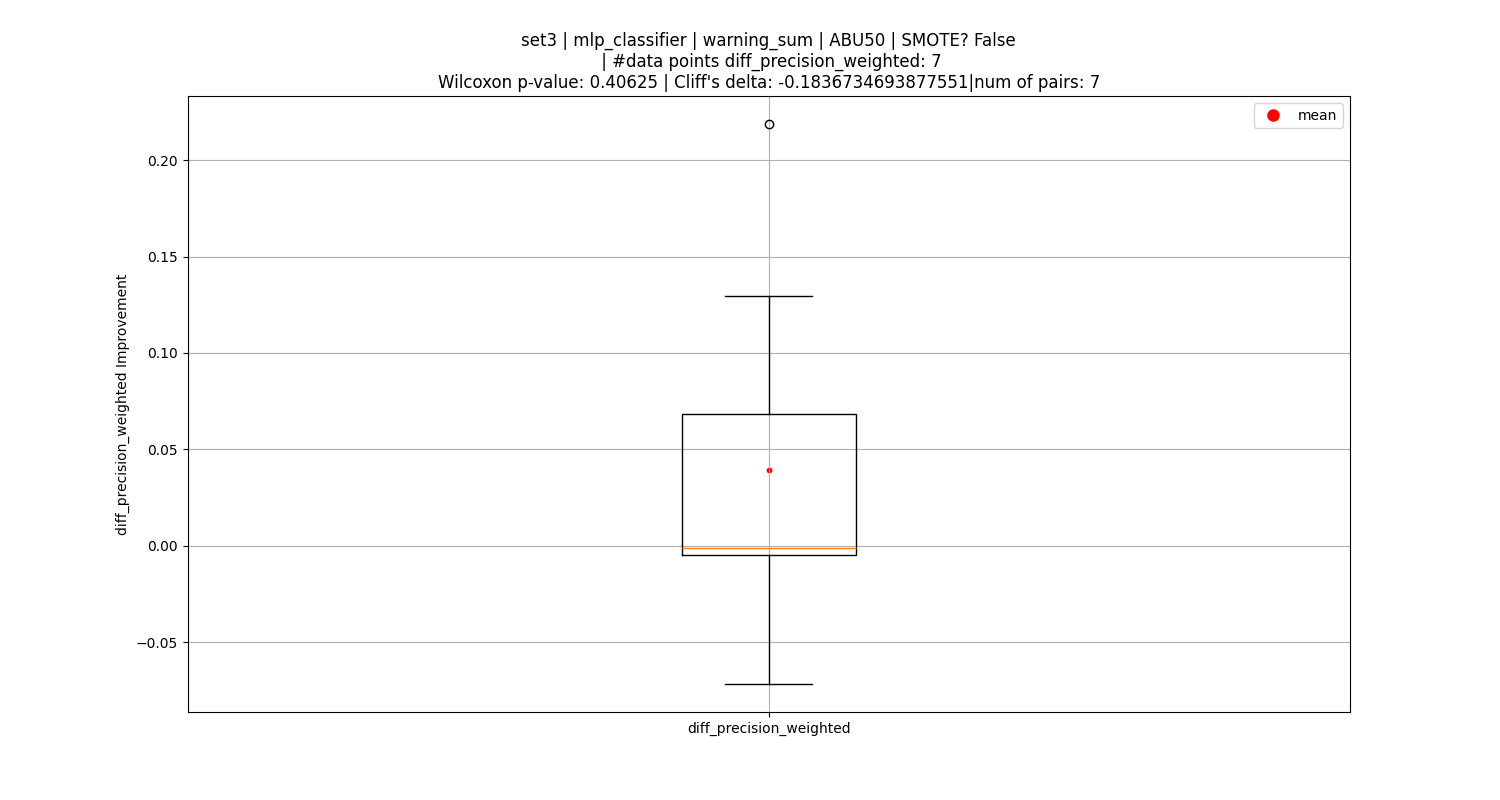 set3 | mlp_classifier | warning_sum | ABU50 | SMOTE? False
| #data points diff_precision_weighted: 7
Wilcoxon p-value: 0.40625 | Cliff's delta: -0.1836734693877551|num of pairs: 7
mean
0.20
0.15
0.10
0.05
0.00
−0.05
diff_precision_weighted Improvement
diff_precision_weighted